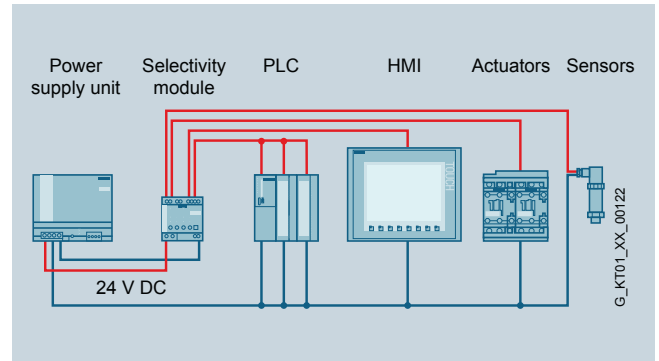 Power
supply unit
Selectivity
module
PLC
HMI
Actuators
Sensors
24 V DC
G_KT01_XX_00122